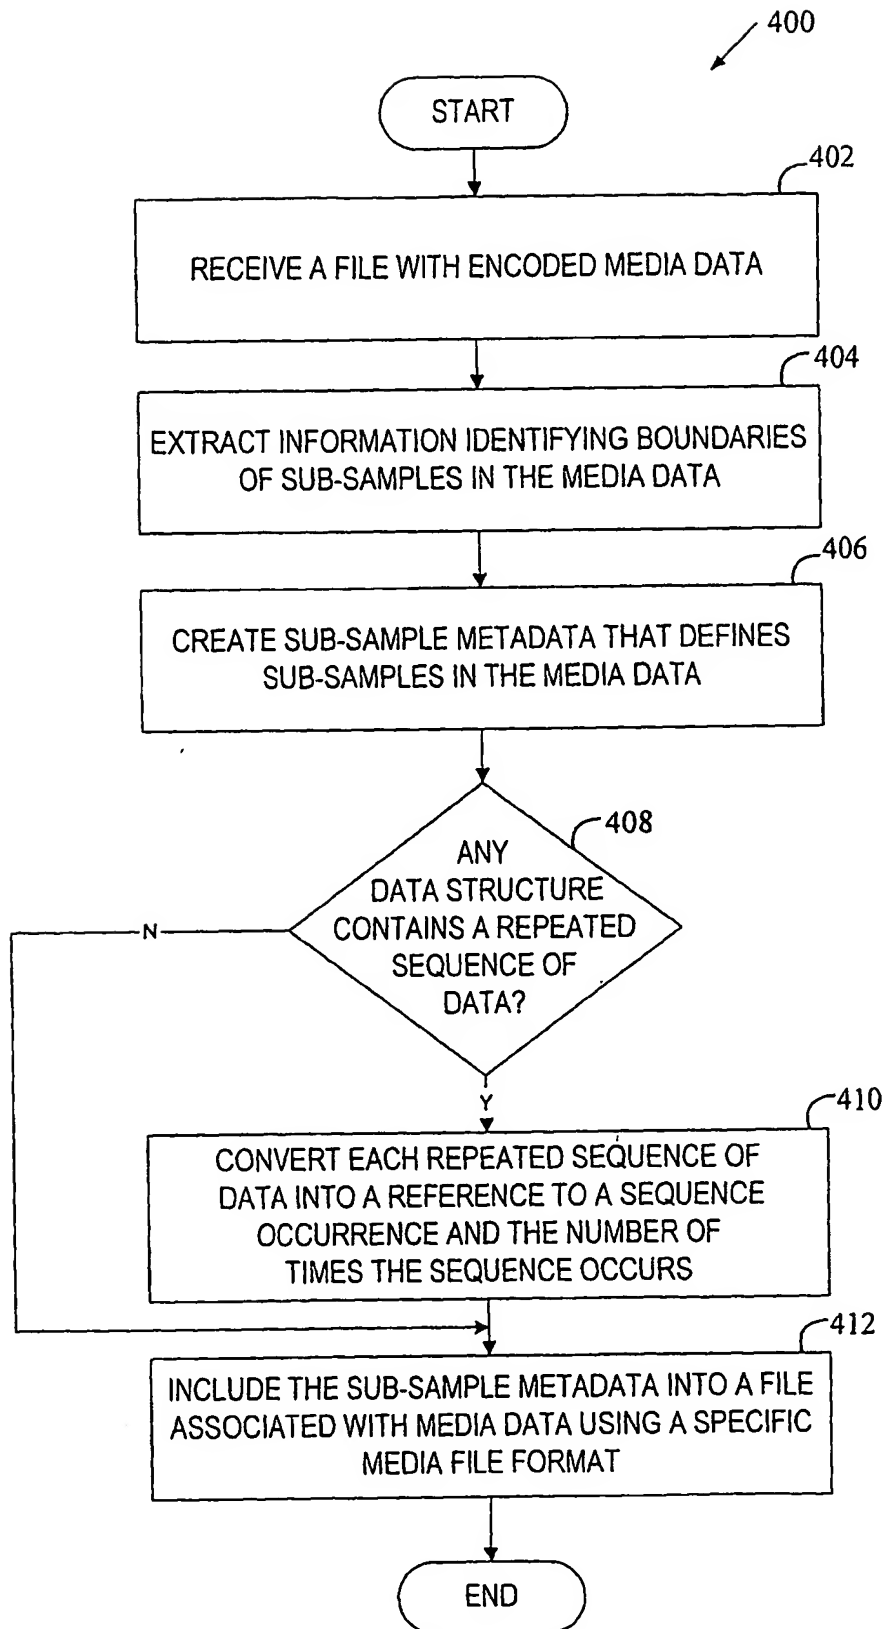 400
START
402
RECEIVE A FILE WITH ENCODED MEDIA DATA
404
EXTRACT INFORMATION IDENTIFYING BOUNDARIES
OF SUB-SAMPLES IN THE MEDIA DATA
406
CREATE SUB-SAMPLE METADATA THAT DEFINES
SUB-SAMPLES IN THE MEDIA DATA
408
ANY
DATA STRUCTURE
CONTAINS A REPEATED
SEQUENCE OF
DATA?
N
Y
410
CONVERT EACH REPEATED SEQUENCE OF
DATA INTO A REFERENCE TO A SEQUENCE
OCCURRENCE AND THE NUMBER OF
TIMES THE SEQUENCE OCCURS
412
INCLUDE THE SUB-SAMPLE METADATA INTO A FILE
ASSOCIATED WITH MEDIA DATA USING A SPECIFIC
MEDIA FILE FORMAT
END